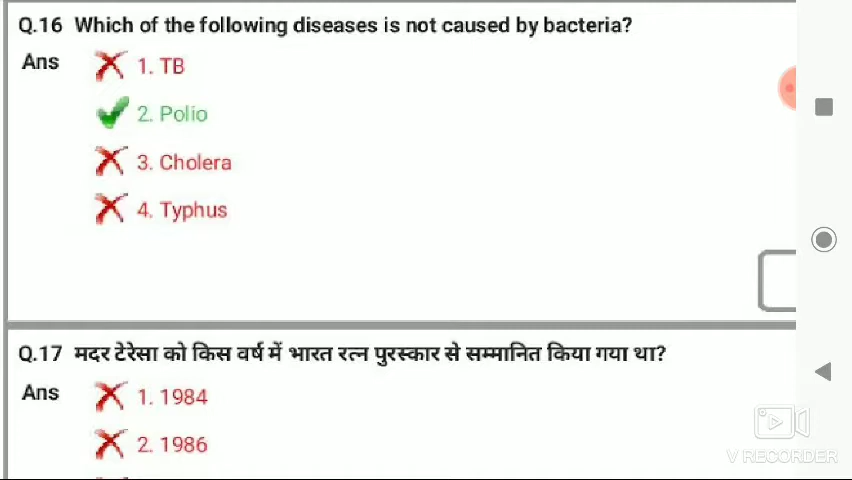 Q.16 Which of the following diseases is not caused by bacteria?
Ans 1. TB
2. Polio
3. Cholera
4. Typhus
Q.17 मदर टेरेसा को किस वर्ष में भारत रत्न पुरस्कार से सम्मानित किया गया था?
Ans 1. 1984
2. 1986
V RECORDER